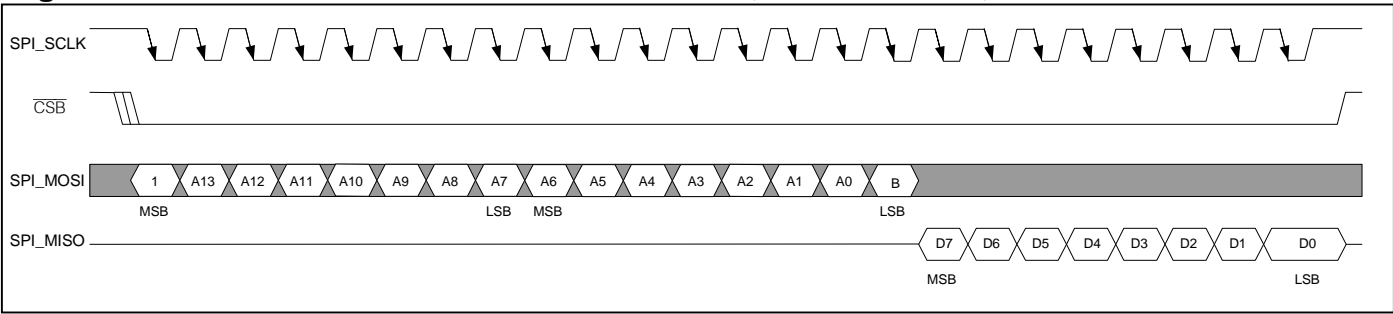 SPI_SCLK
CSB
SPI_MOSI 1 A13 A12 A11 A10 A9 A8 A7 A6 A5 A4 A3 A2 A1 A0 B
MSB LSB MSB LSB
SPI_MISO D7 D6 D5 D4 D3 D2 D1 D0
MSB LSB